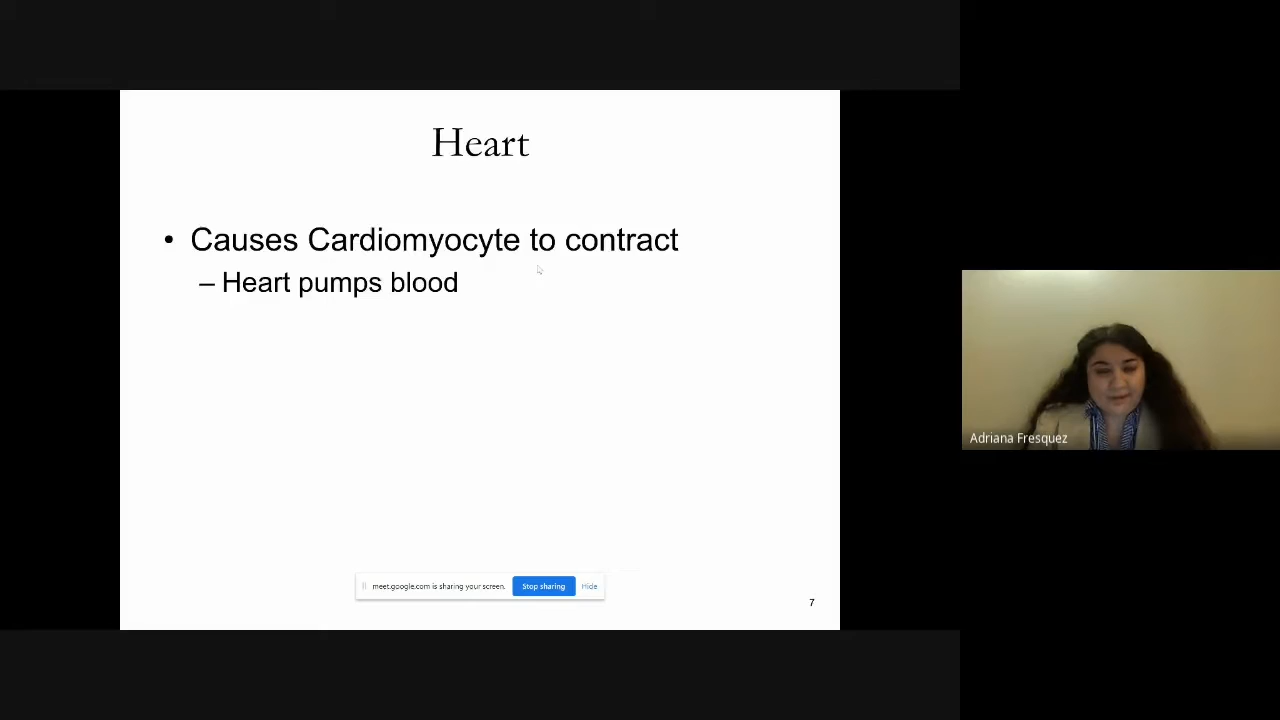 Heart
• Causes Cardiomyocyte to contract
– Heart pumps blood
meet.google.com is sharing your screen. Stop sharing Hide
7
Adriana Fresquez